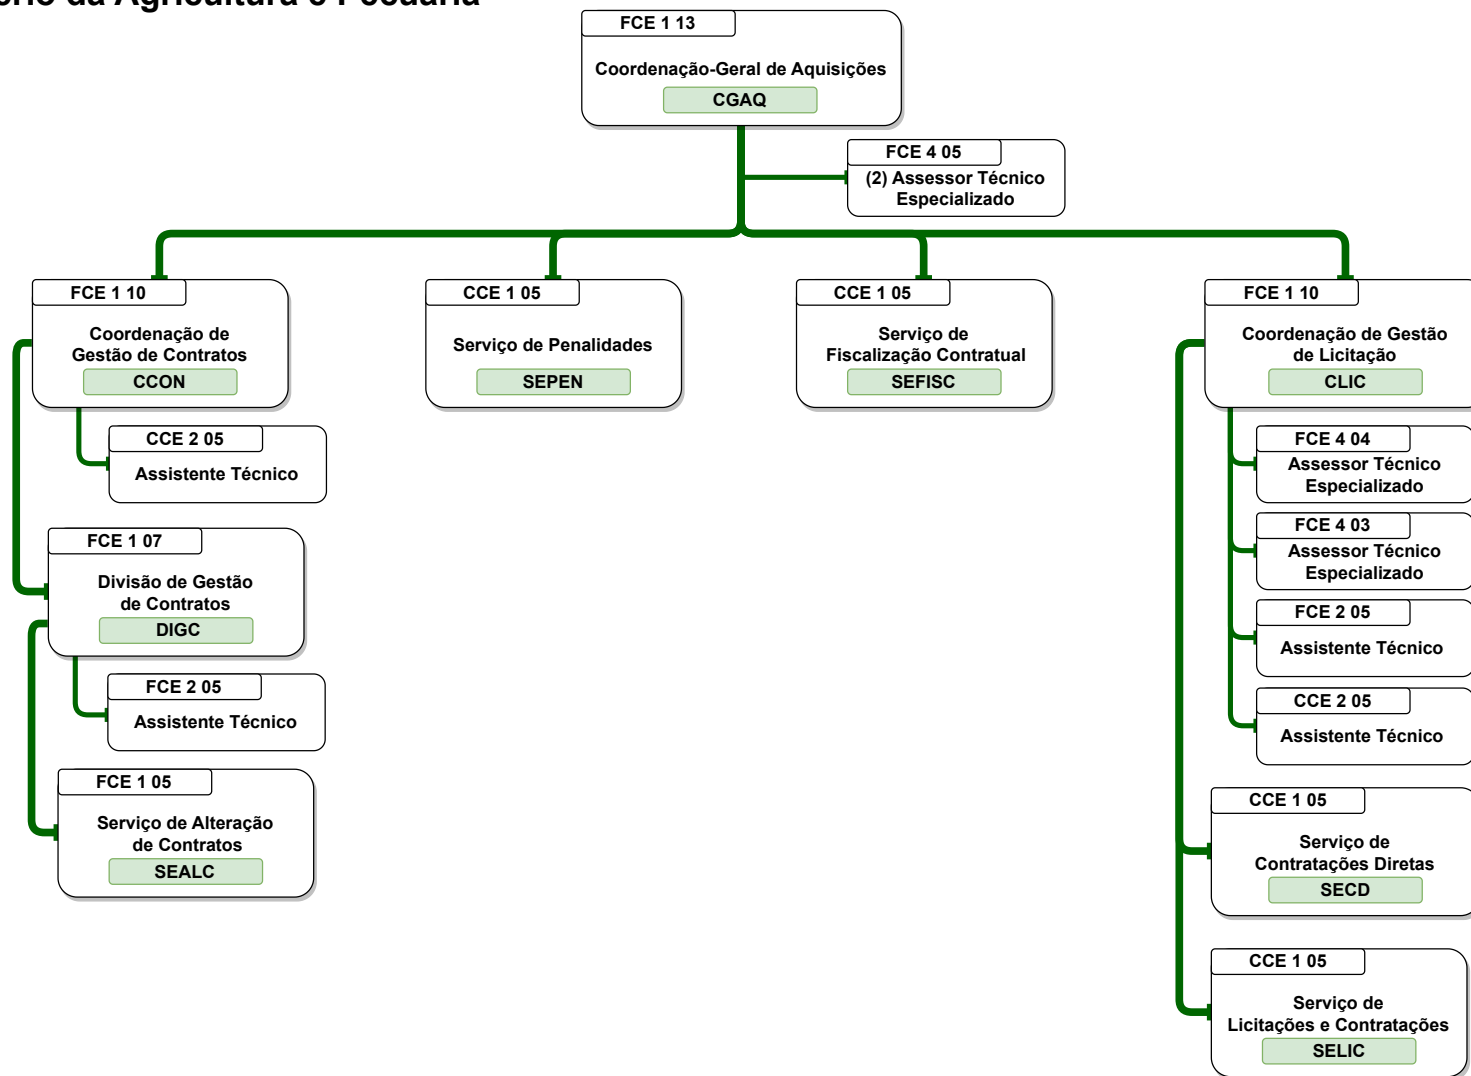 da Agricultura e Pecuária
FCE 1 13
Coordenação-Geral de Aquisições
CGAQ
FCE 4 05
(2) Assessor Técnico
Especializado
FCE 1 10
Coordenação de
Gestão de Contratos
CCON
CCE 2 05
Assistente Técnico
FCE 1 07
Divisão de Gestão
de Contratos
DIGC
FCE 2 05
Assistente Técnico
FCE 1 05
Serviço de Alteração
de Contratos
SEALC
CCE 1 05
Serviço de Penalidades
SEPEN
CCE 1 05
Serviço de
Fiscalização Contratual
SEFISC
FCE 1 10
Coordenação de Gestão
de Licitação
CLIC
FCE 4 04
Assessor Técnico
Especializado
FCE 4 03
Assessor Técnico
Especializado
FCE 2 05
Assistente Técnico
CCE 2 05
Assistente Técnico
CCE 1 05
Serviço de
Contratações Diretas
SECD
CCE 1 05
Serviço de
Licitações e Contratações
SELIC